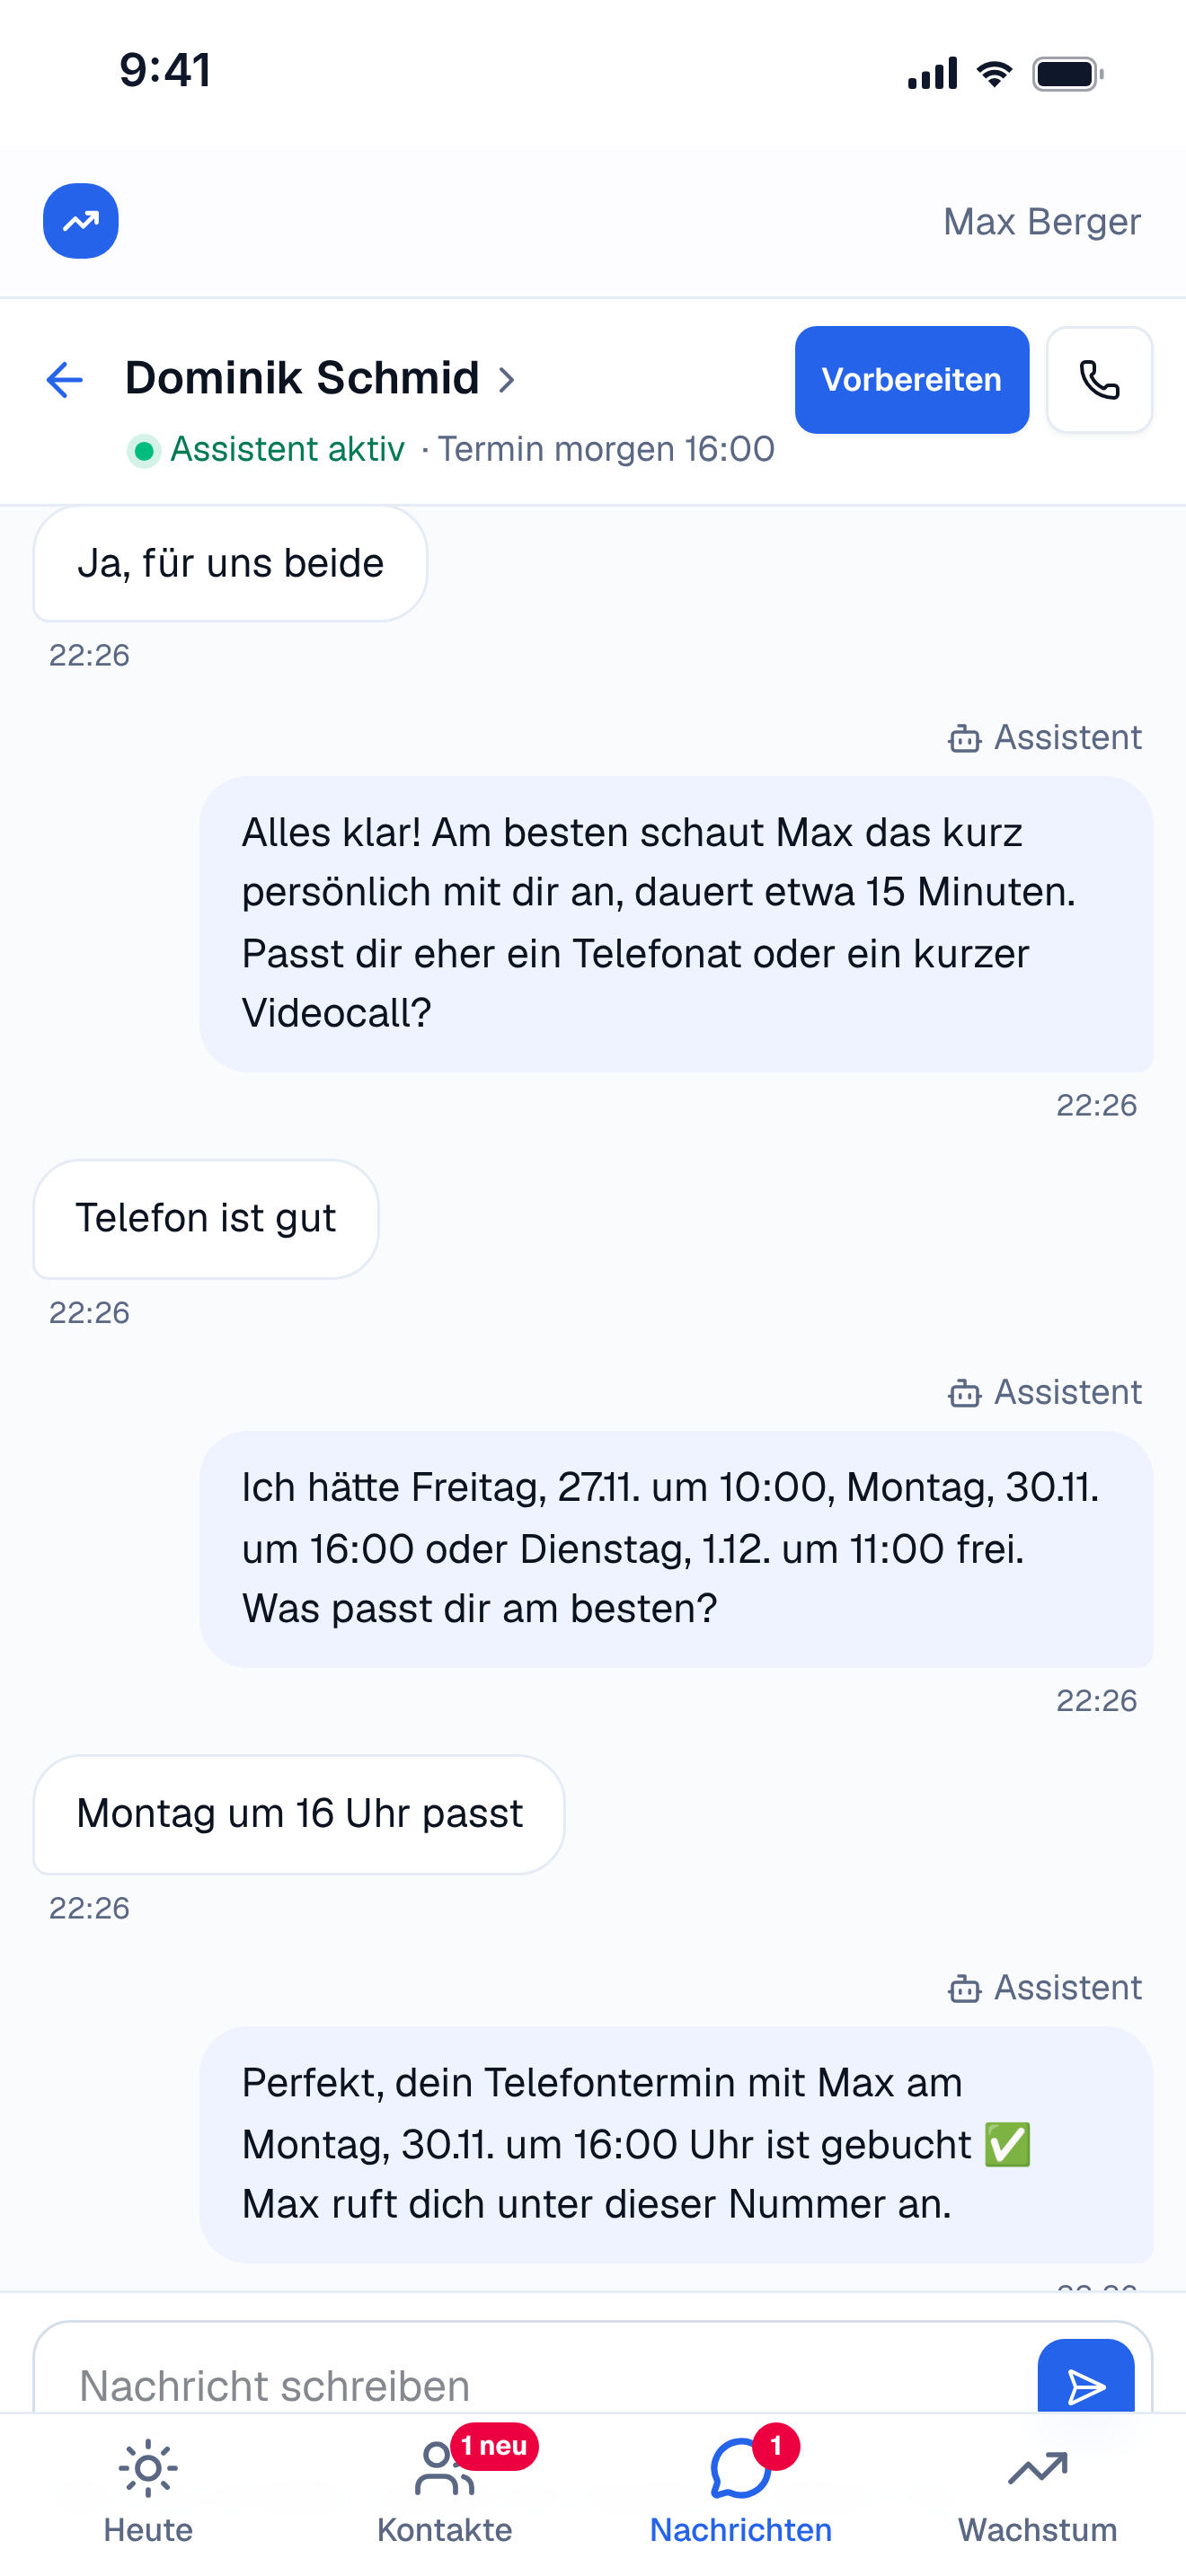 9:41
Max Berger
Dominik Schmid
Vorbereiten
Assistent aktiv · Termin morgen 16:00
Ja, für uns beide
22:26
Assistent
Alles klar! Am besten schaut Max das kurz
persönlich mit dir an, dauert etwa 15 Minuten.
Passt dir eher ein Telefonat oder ein kurzer
Videocall?
22:26
Telefon ist gut
22:26
Assistent
Ich hätte Freitag, 27.11. um 10:00, Montag, 30.11.
um 16:00 oder Dienstag, 1.12. um 11:00 frei.
Was passt dir am besten?
22:26
Montag um 16 Uhr passt
22:26
Assistent
Perfekt, dein Telefontermin mit Max am
Montag, 30.11. um 16:00 Uhr ist gebucht ✅
Max ruft dich unter dieser Nummer an.
Nachricht schreiben
1 neu
1
Heute
Kontakte
Nachrichten
Wachstum